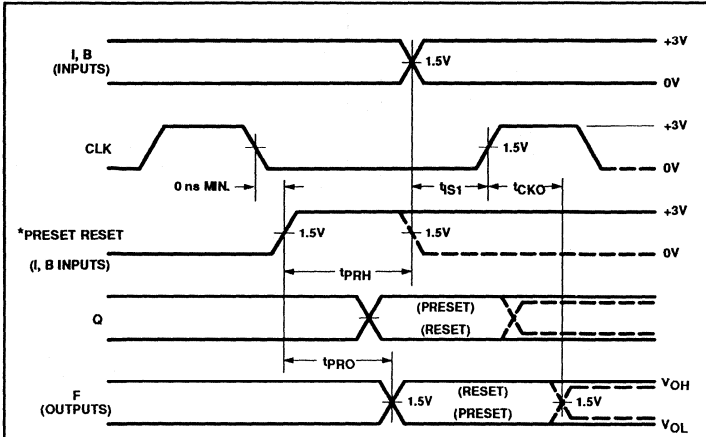 I, B
(INPUTS)
+3V
1.5V
0V
CLK
+3V
1.5V
0V
0 ns MIN.
tIS1
tCKO
*PRESET RESET
(I, B INPUTS)
+3V
1.5V
1.5V
0V
tPRH
Q
(PRESET)
(RESET)
tPRO
F
(OUTPUTS)
(RESET)
(PRESET)
1.5V
1.5V
VOH
VOL